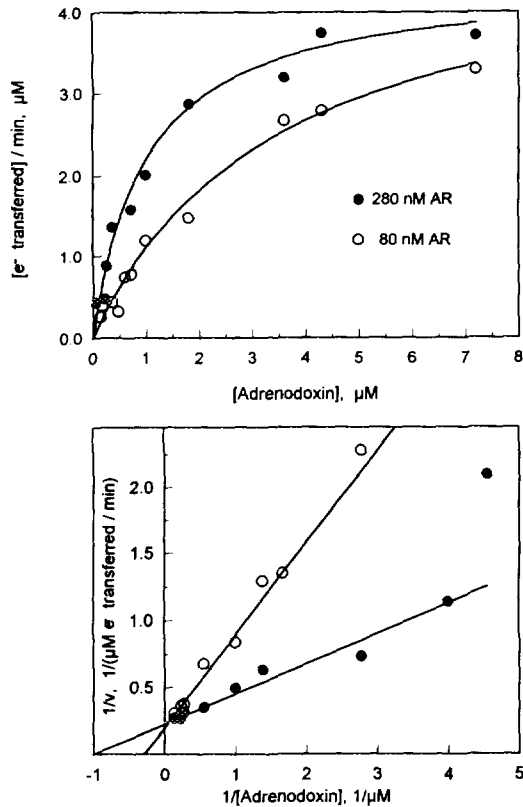 4.0
3.0
2.0
1.0
0.0
[e⁻ transferred] / min, µM
280 nM AR
80 nM AR
0 1 2 3 4 5 6 7 8
[Adrenodoxin], µM
2.0
1.5
1.0
0.5
1/v, 1/(µM e⁻ transferred / min)
-1 0 1 2 3 4 5
1/[Adrenodoxin], 1/µM